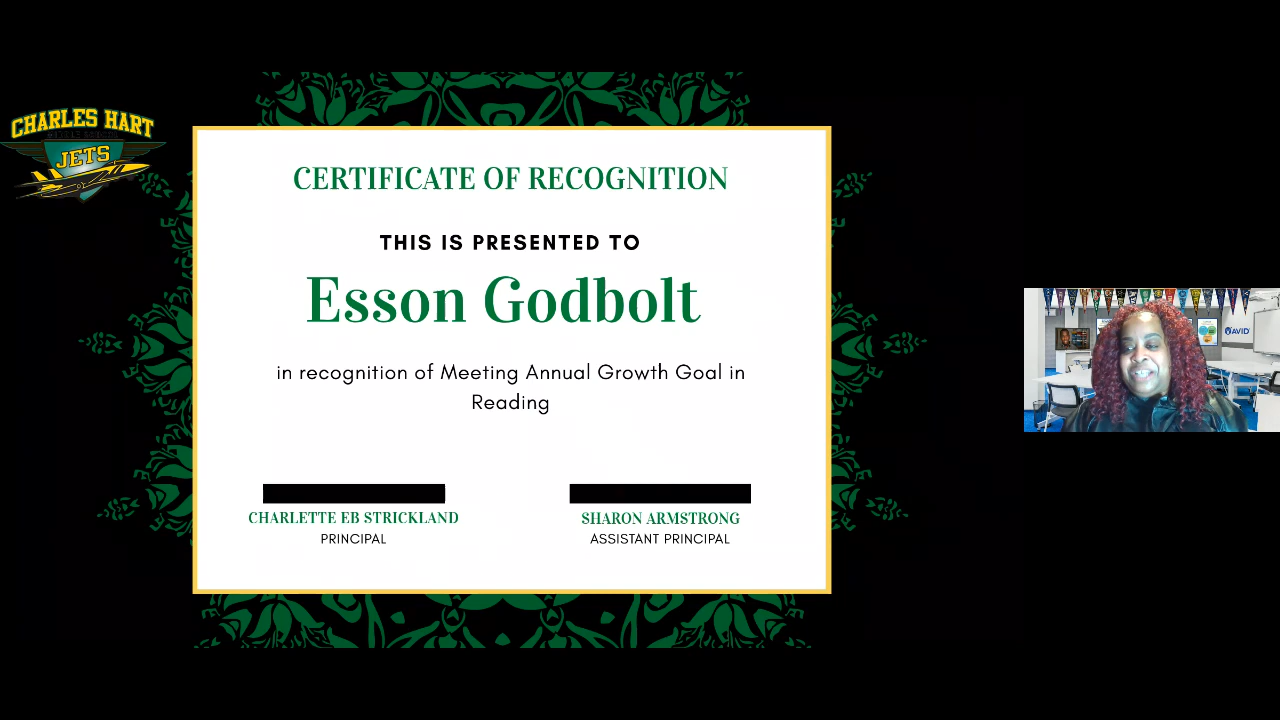 CHARLES HART
JETS
CERTIFICATE OF RECOGNITION
THIS IS PRESENTED TO
Esson Godbolt
in recognition of Meeting Annual Growth Goal in
Reading
CHARLETTE EB STRICKLAND
PRINCIPAL
SHARON ARMSTRONG
ASSISTANT PRINCIPAL
AVID